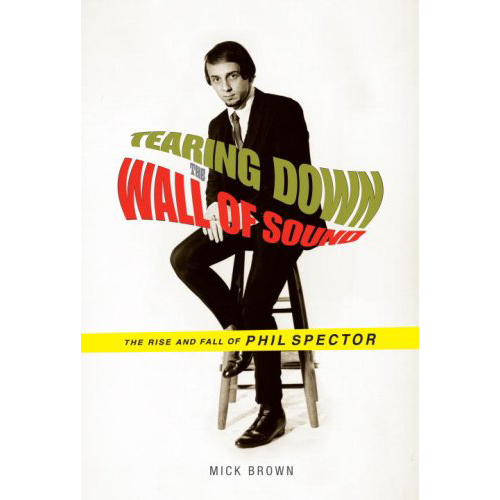 TEARING DOWN
THE
WALL OF SOUND
THE RISE AND FALL OF PHIL SPECTOR
MICK BROWN